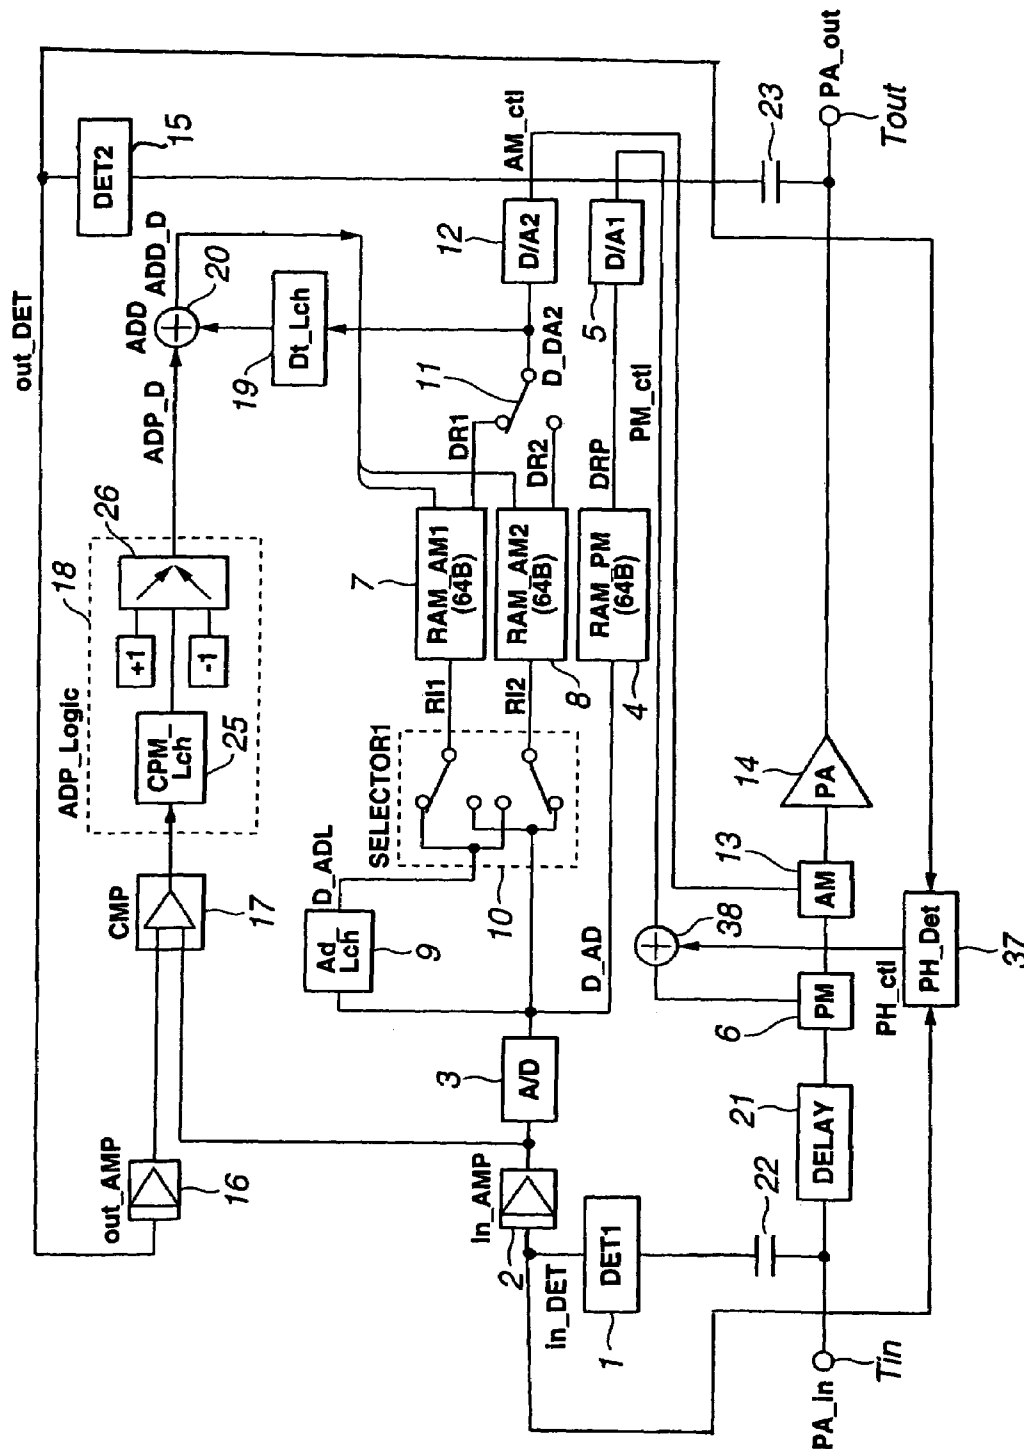 out_DET
DET2
15
ADP_Logic
18
26
+1
-1
CPM_
Lch
25
ADP_D
ADD
20
ADD_D
CMP
17
out_AMP
16
Dt_Lch
19
D_ADL
Ad_
Lch
9
SELECTOR1
10
RI1
RI2
7
RAM_AM1
(64B)
RAM_AM2
(64B)
8
RAM_PM
(64B)
4
DR1
DR2
DRP
11
D_DA2
12
D/A2
AM_ctl
5
D/A1
PM_ctl
In_AMP
2
3
A/D
D_AD
in_DET
DET1
1
22
23
PA_in
Tin
DELAY
21
PM
6
AM
13
PA
14
38
PH_ctl
PH_Det
37
PA_out
Tout